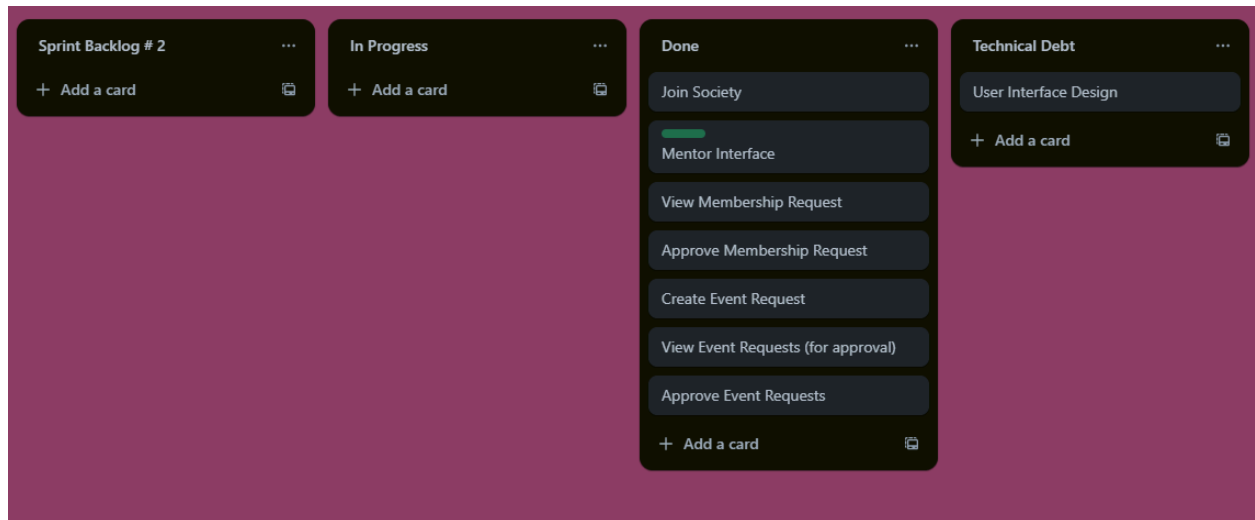 Sprint Backlog # 2
Add a card
In Progress
Add a card
Done
Join Society
Mentor Interface
View Membership Request
Approve Membership Request
Create Event Request
View Event Requests (for approval)
Approve Event Requests
Add a card
Technical Debt
User Interface Design
Add a card